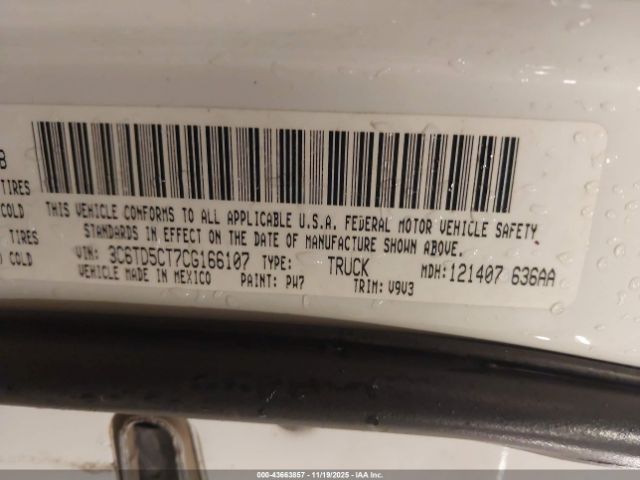 B
TIRES
COLD
COLD
THIS VEHICLE CONFORMS TO ALL APPLICABLE U.S.A. FEDERAL MOTOR VEHICLE SAFETY
STANDARDS IN EFFECT ON THE DATE OF MANUFACTURE SHOWN ABOVE.
VIN: 3C6TD5CT7CG166107 TYPE: TRUCK MDH: 121407 636AA
VEHICLE MADE IN MEXICO PAINT: PW7 TRIM: V9V3
000-43663857 - 11/19/2025 - IAA Inc.